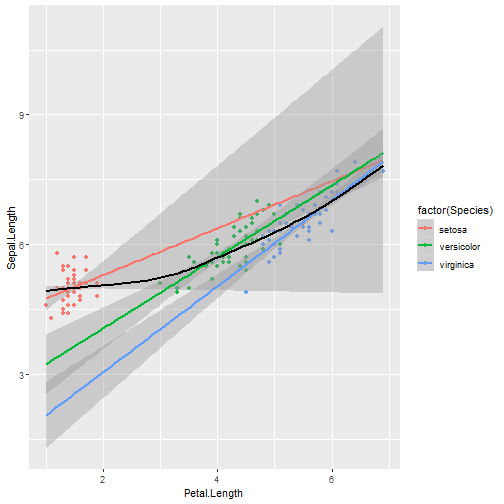 9
6
3
Sepal.Length
2
4
6
Petal.Length
factor(Species)
setosa
versicolor
virginica